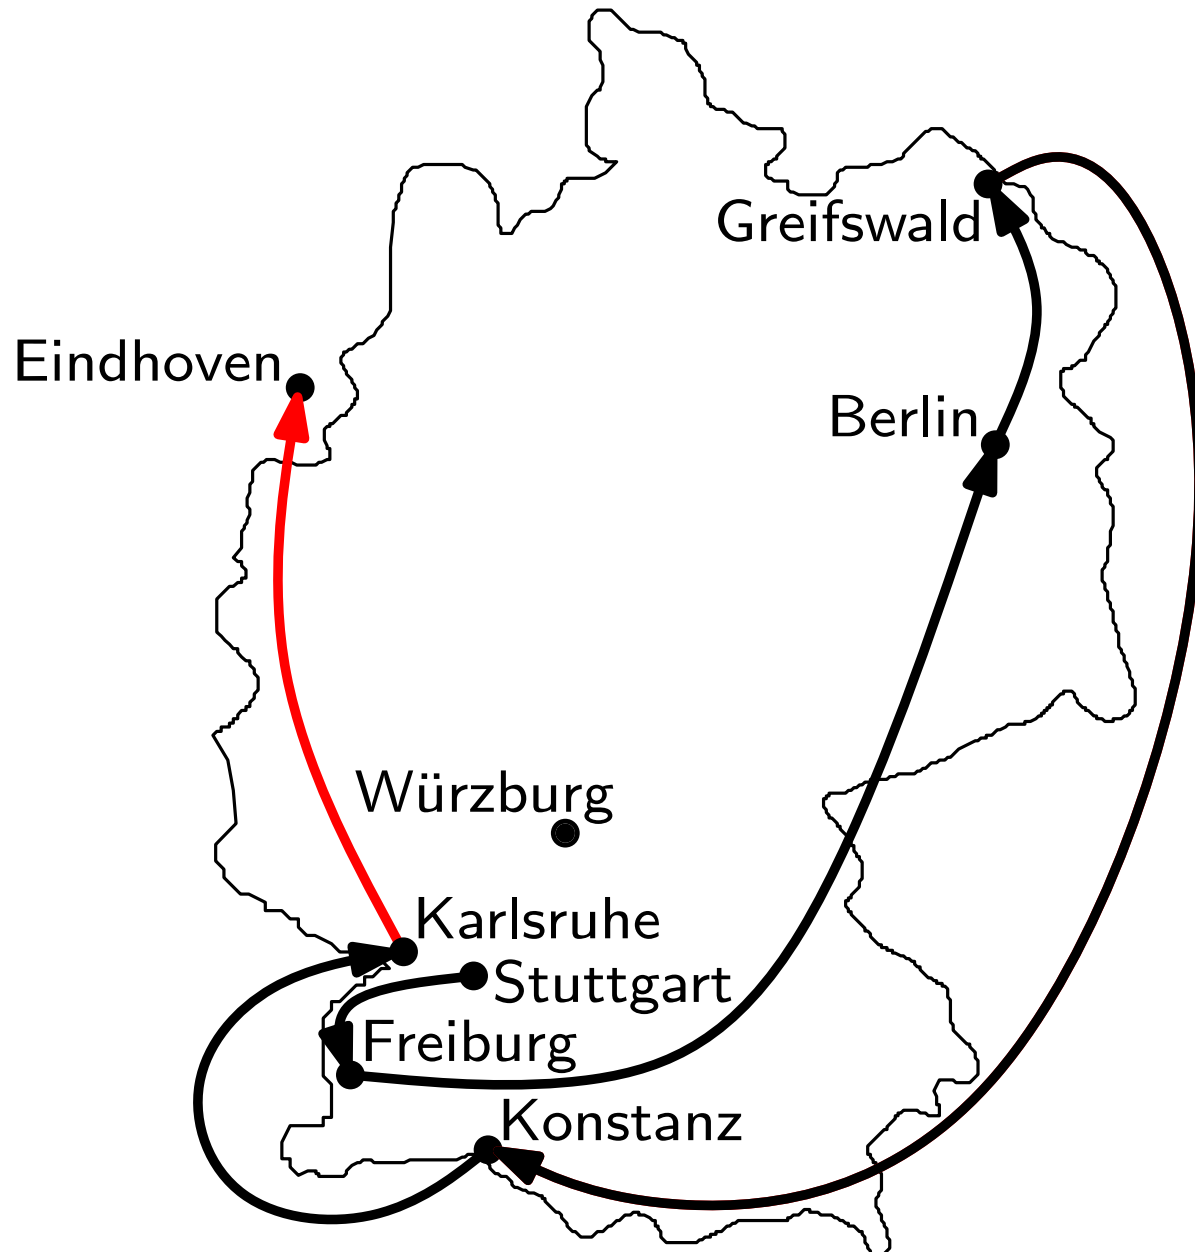 Greifswald
Eindhoven
Berlin
Würzburg
Karlsruhe
Stuttgart
Freiburg
Konstanz